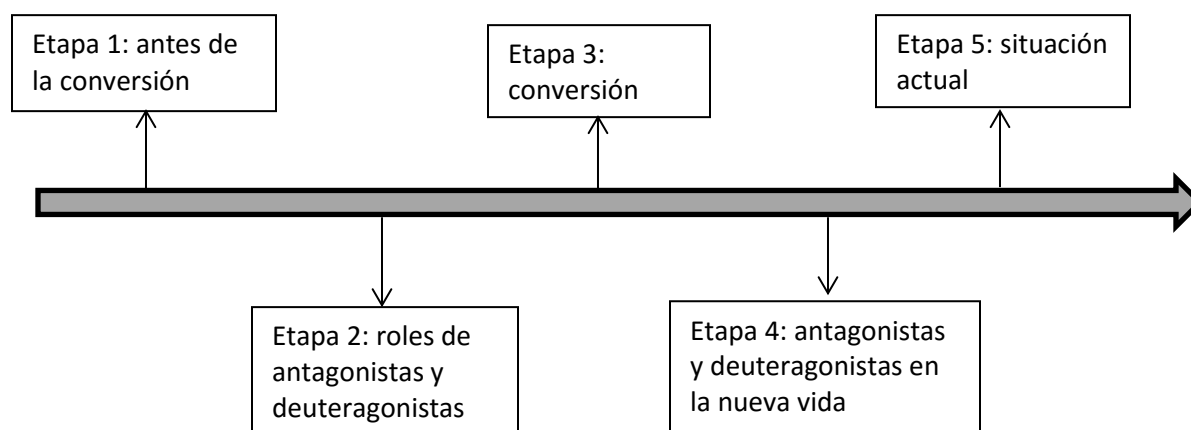 Etapa 1: antes de
la conversión
Etapa 2: roles de
antagonistas y
deuteragonistas
Etapa 3:
conversión
Etapa 4: antagonistas
y deuteragonistas en
la nueva vida
Etapa 5: situación
actual